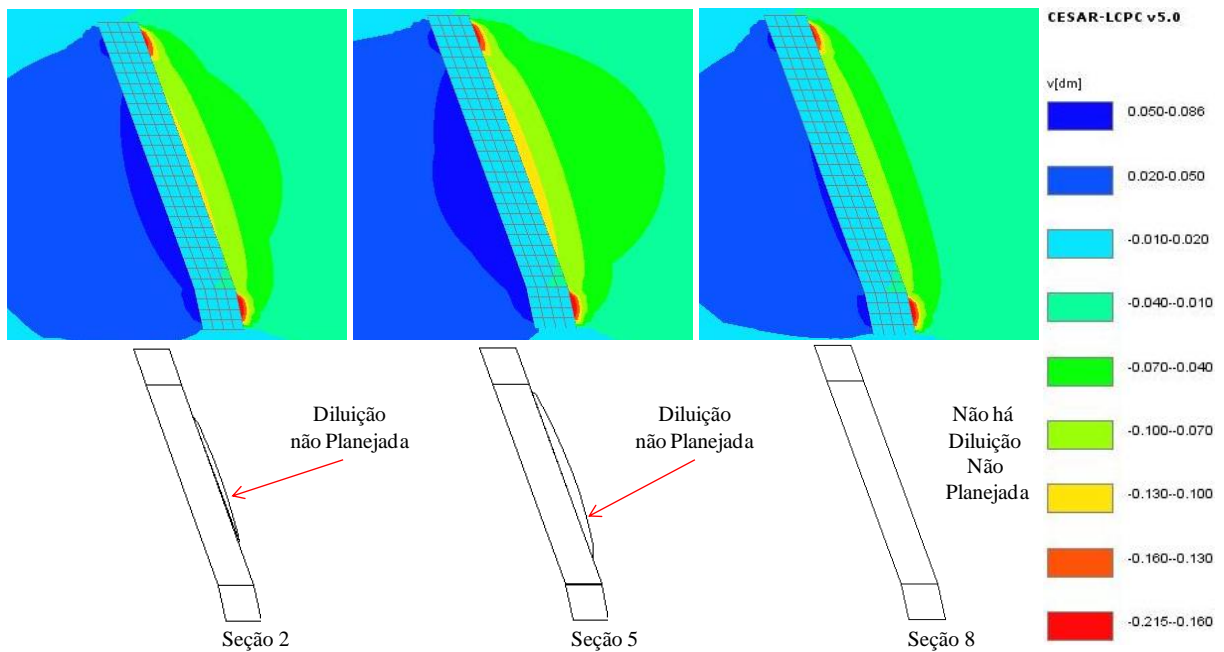 CESAR-LCPC v5.0
v[dm]
0.050-0.086
0.020-0.050
-0.010-0.020
-0.040--0.010
-0.070--0.040
-0.100--0.070
-0.130--0.100
-0.160--0.130
-0.215--0.160
Diluição
não Planejada
Diluição
não Planejada
Não há
Diluição
Não
Planejada
Seção 2
Seção 5
Seção 8